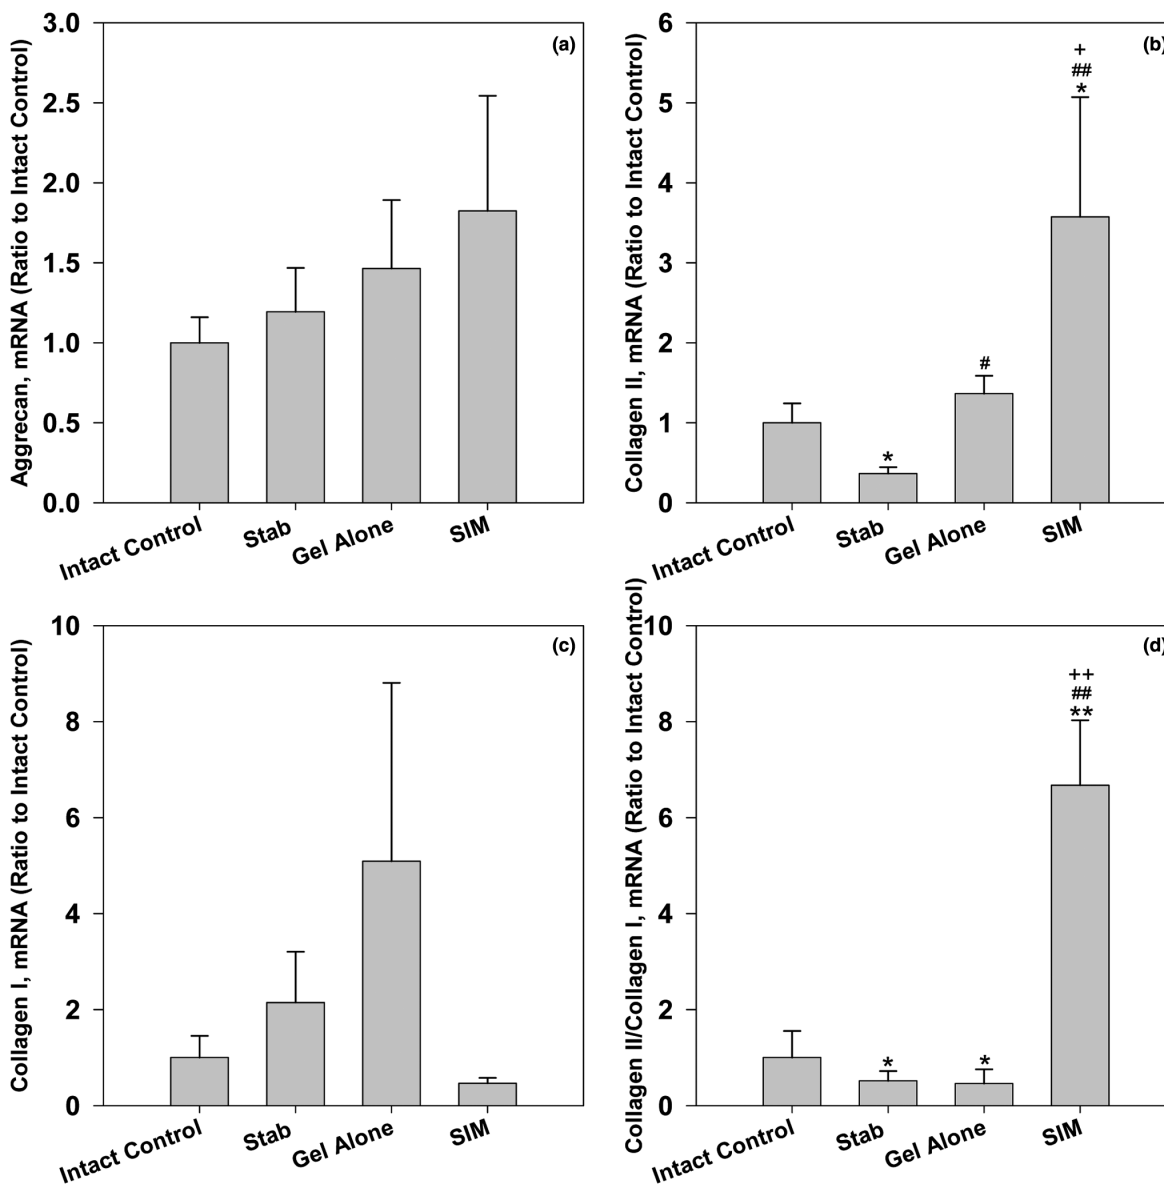 (a)
Aggrecan, mRNA (Ratio to Intact Control)
3.0
2.5
2.0
1.5
1.0
0.5
0.0
Intact Control
Stab
Gel Alone
SIM
(b)
Collagen II, mRNA (Ratio to Intact Control)
6
5
4
3
2
1
0
*
#
+
##
*
Intact Control
Stab
Gel Alone
SIM
(c)
Collagen I, mRNA (Ratio to Intact Control)
10
8
6
4
2
0
Intact Control
Stab
Gel Alone
SIM
(d)
Collagen II/Collagen I, mRNA (Ratio to Intact Control)
10
8
6
4
2
0
*
*
++
##
**
Intact Control
Stab
Gel Alone
SIM